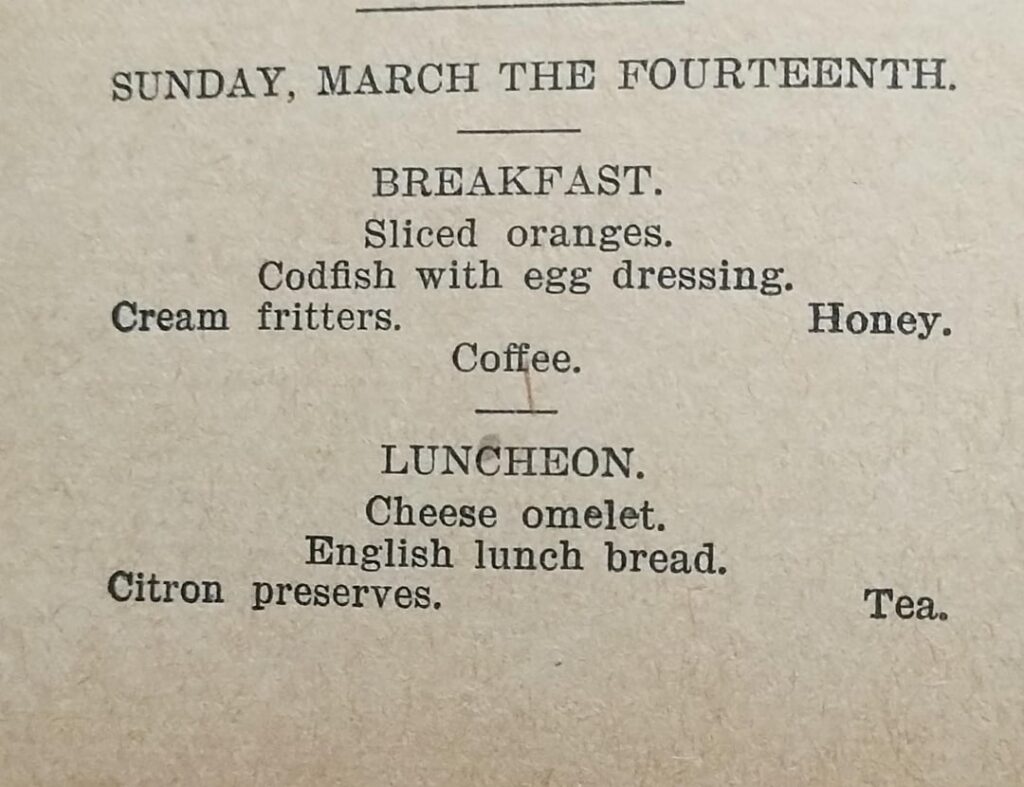 SUNDAY, MARCH THE FOURTEENTH.
BREAKFAST.
Sliced oranges.
Codfish with egg dressing.
Cream fritters. Honey.
Coffee.
LUNCHEON.
Cheese omelet.
English lunch bread.
Citron preserves. Tea.